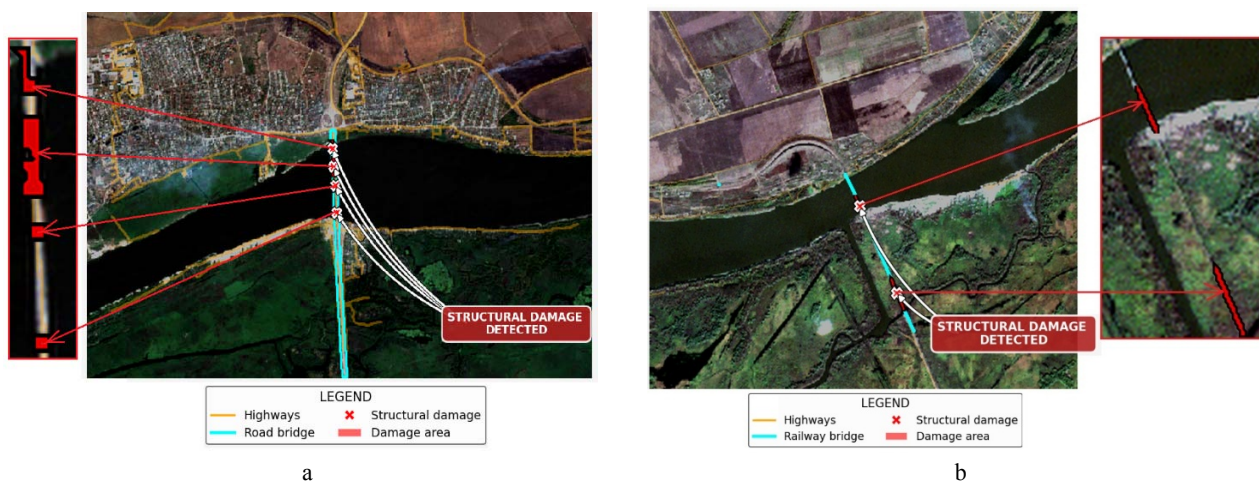 a
b
STRUCTURAL DAMAGE
DETECTED
LEGEND
Highways
Structural damage
Road bridge
Damage area
STRUCTURAL DAMAGE
DETECTED
LEGEND
Highways
Structural damage
Railway bridge
Damage area
a
b